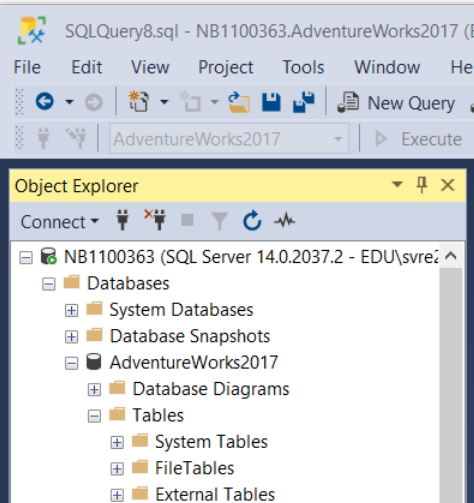 SQLQuery8.sql - NB1100363.AdventureWorks2017 (E
File Edit View Project Tools Window He
New Query
AdventureWorks2017 Execute
Object Explorer
Connect
NB1100363 (SQL Server 14.0.2037.2 - EDU\svre2
Databases
System Databases
Database Snapshots
AdventureWorks2017
Database Diagrams
Tables
System Tables
FileTables
External Tables